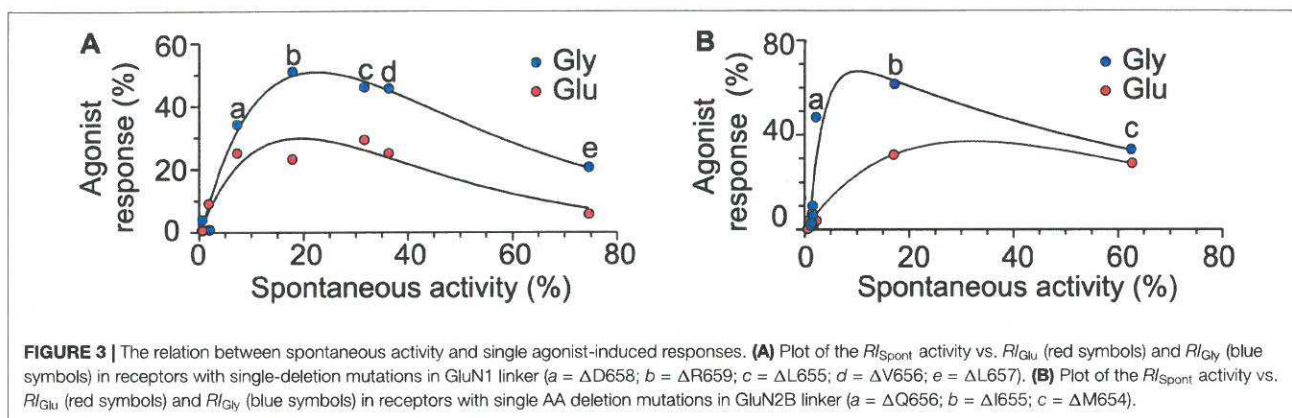 A
60
40
20
0
Agonist
response (%)
a
b
c d
e
Gly
Glu
0 20 40 60 80
Spontaneous activity (%)
B
80
40
0
Agonist
response (%)
a
b
c
Gly
Glu
0 20 40 60 80
Spontaneous activity (%)
FIGURE 3 | The relation between spontaneous activity and single agonist-induced responses. (A) Plot of the RISpont activity vs. RIGlu (red symbols) and RIGly (blue
symbols) in receptors with single-deletion mutations in GluN1 linker (a = ΔD658; b = ΔR659; c = ΔL655; d = ΔV656; e = ΔL657). (B) Plot of the RISpont activity vs.
RIGlu (red symbols) and RIGly (blue symbols) in receptors with single AA deletion mutations in GluN2B linker (a = ΔQ656; b = ΔI655; c = ΔM654).